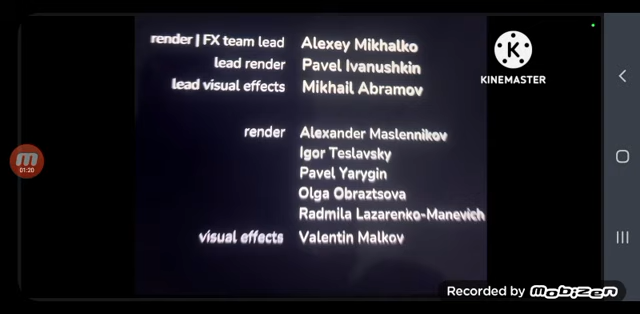 render | FX team lead Alexey Mikhalko
lead render Pavel Ivanushkin
lead visual effects Mikhail Abramov
render Alexander Maslennikov
Igor Teslavsky
Pavel Yarygin
Olga Obraztsova
Radmila Lazarenko-Manevich
visual effects Valentin Malkov
K
KINEMASTER
m
01:20
Recorded by mobizen